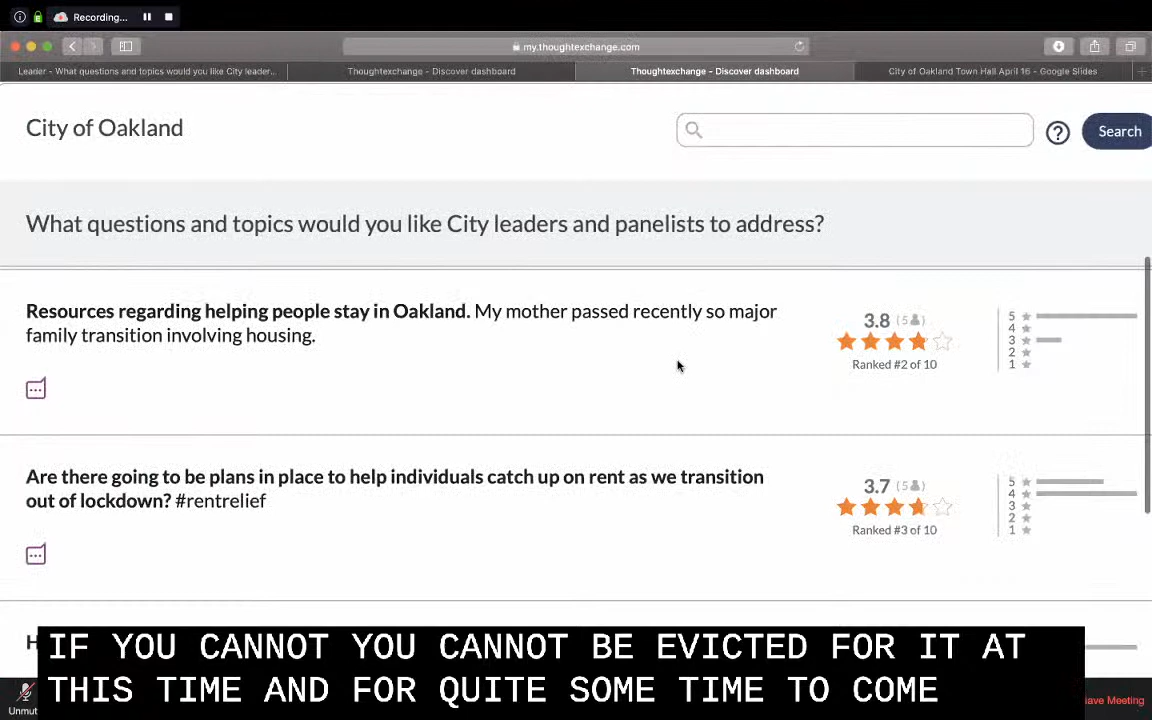 Recording...
my.thoughtexchange.com
Leader - What questions and topics would you like City leader...
Thoughtexchange - Discover dashboard
Thoughtexchange - Discover dashboard
City of Oakland Town Hall April 16 - Google Slides
City of Oakland
Search
What questions and topics would you like City leaders and panelists to address?
Resources regarding helping people stay in Oakland. My mother passed recently so major
family transition involving housing.
3.8 (5)
Ranked #2 of 10
5
4
3
2
1
Are there going to be plans in place to help individuals catch up on rent as we transition
out of lockdown? #rentrelief
3.7 (5)
Ranked #3 of 10
5
4
3
2
1
IF YOU CANNOT YOU CANNOT BE EVICTED FOR IT AT
THIS TIME AND FOR QUITE SOME TIME TO COME
Unmut
ave Meeting